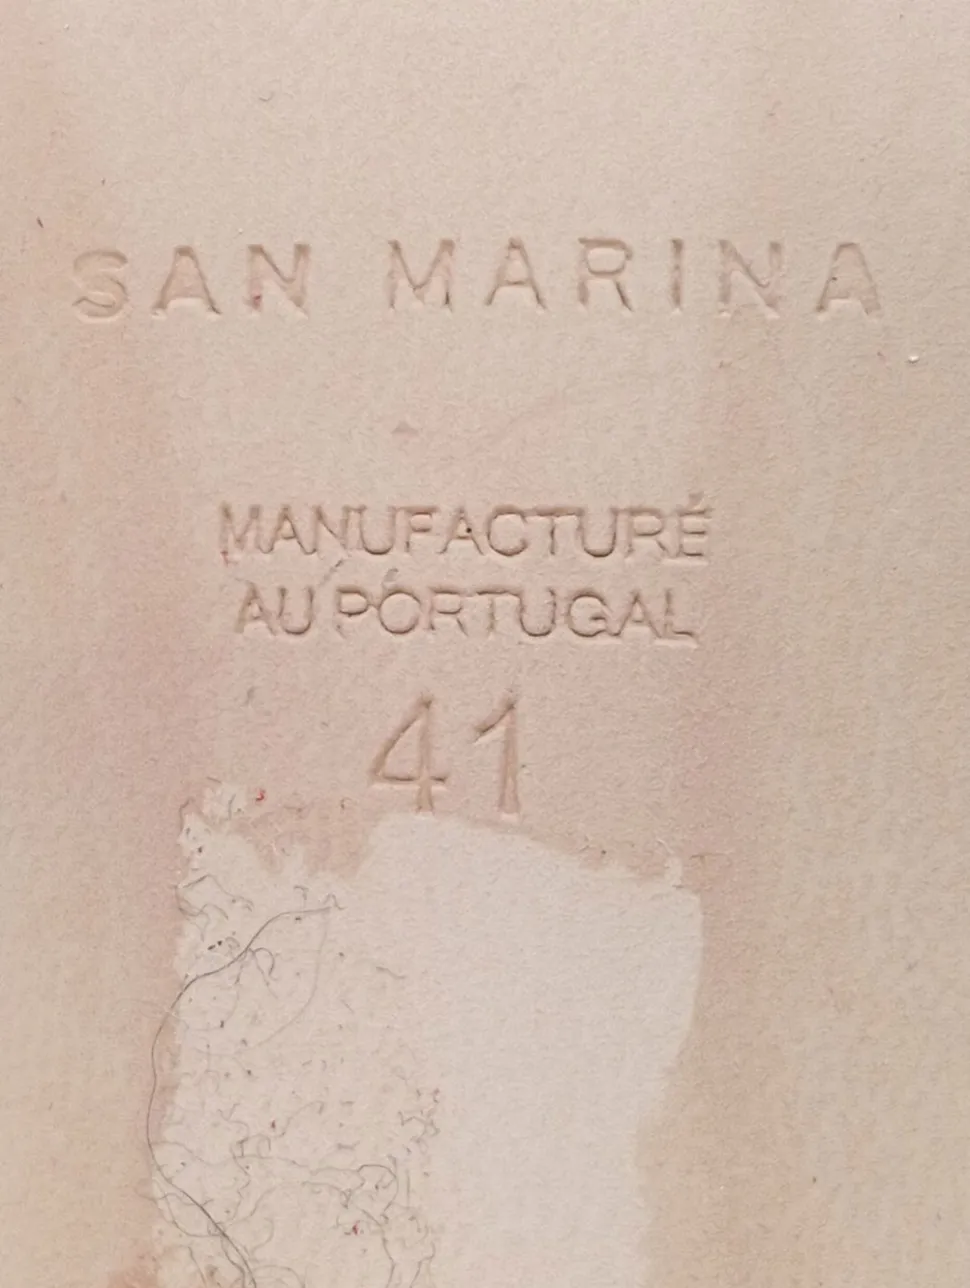 SAN MARINA
MANUFACTURÉ
AU PORTUGAL
41